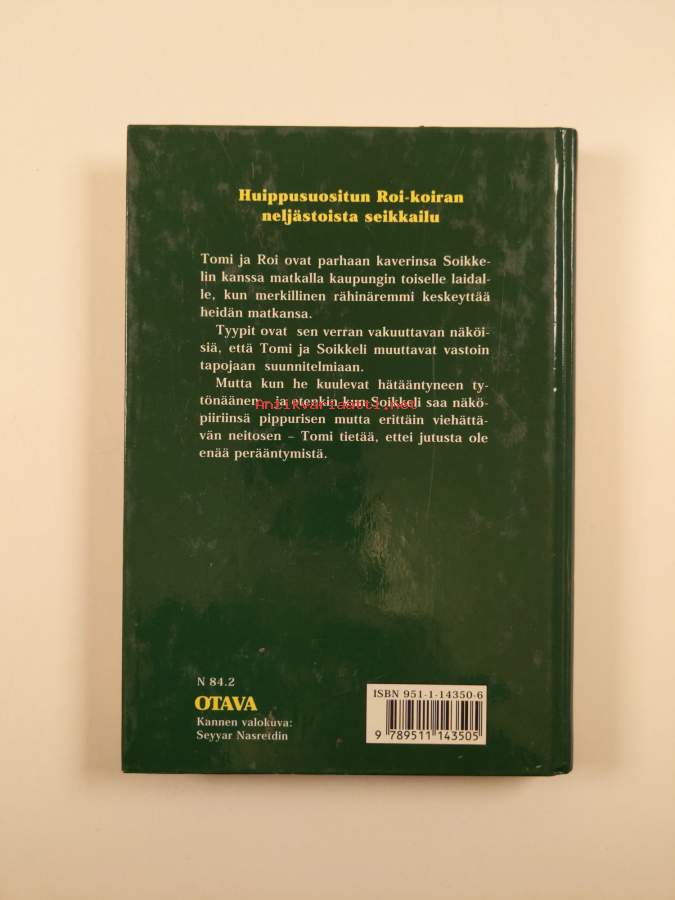 Huippusuositun Roi-koiran
neljästoista seikkailu
Tomi ja Roi ovat parhaan kaverinsa Soikke-
lin kanssa matkalla kaupungin toiselle laidal-
le, kun merkillinen rähinäremmi keskeyttää
heidän matkansa.
Tyypit ovat sen verran vakuuttavan näköi-
siä, että Tomi ja Soikkeli muuttavat vastoin
tapojaan suunnitelmiaan.
Mutta kun he kuulevat hätääntyneen ty-
tönäänen – ja etenkin kun Soikkeli saa näkö-
Antikvariaatti.net
piiriinsä pippurisen mutta erittäin viehättä-
vän neitosen – Tomi tietää, ettei jutusta ole
enää perääntymistä.
N 84.2
OTAVA
Kannen valokuva:
Seyyar Nasretdin
ISBN 951-1-14350-6
9 789511 143505